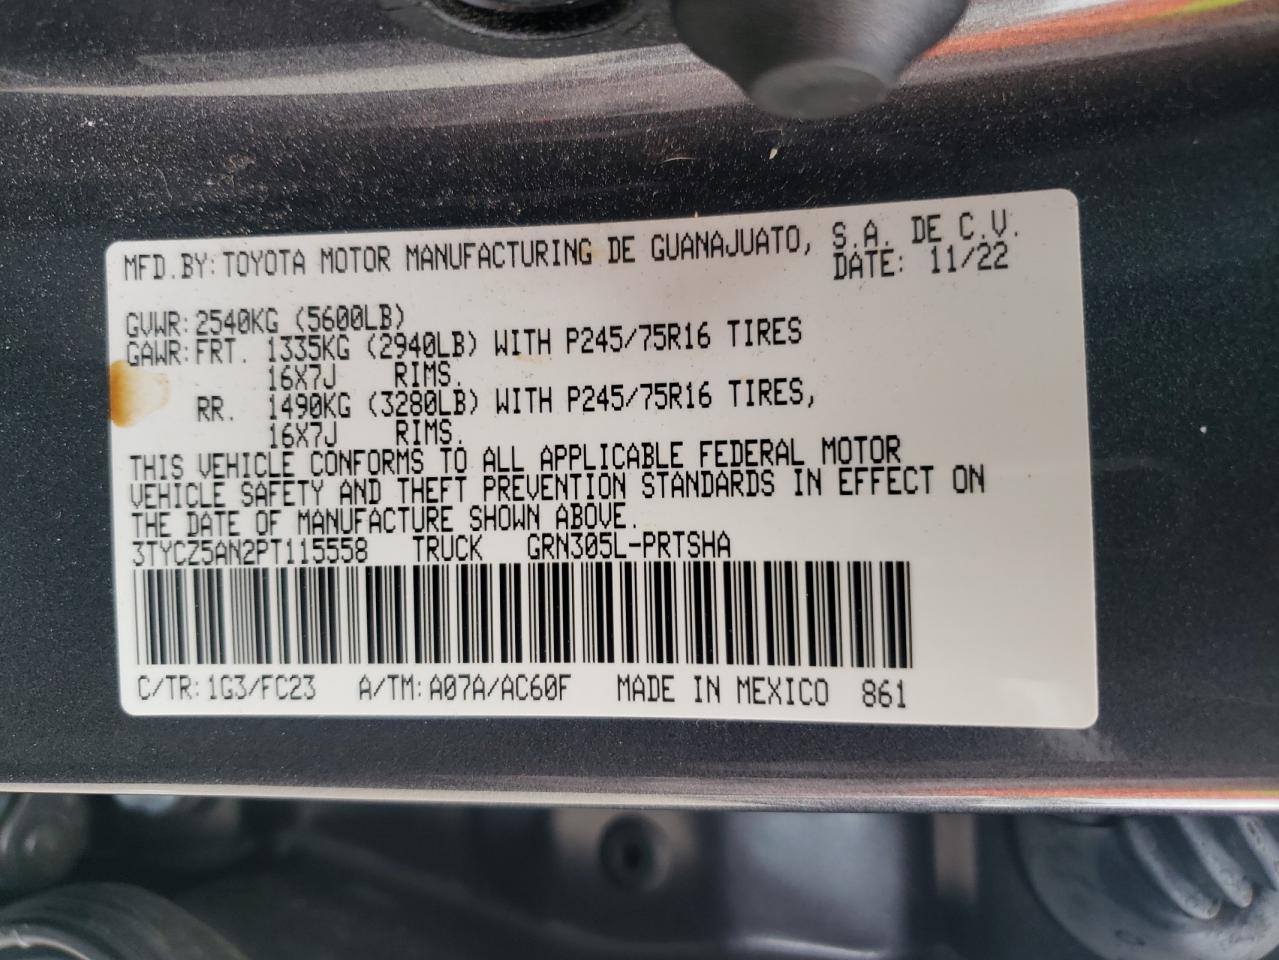 MFD.BY:TOYOTA MOTOR MANUFACTURING DE GUANAJUATO, S.A. DE C.V.
DATE: 11/22
GVWR:2540KG (5600LB)
GAWR:FRT. 1335KG (2940LB) WITH P245/75R16 TIRES
16X7J RIMS.
RR. 1490KG (3280LB) WITH P245/75R16 TIRES,
16X7J RIMS.
THIS VEHICLE CONFORMS TO ALL APPLICABLE FEDERAL MOTOR
VEHICLE SAFETY AND THEFT PREVENTION STANDARDS IN EFFECT ON
THE DATE OF MANUFACTURE SHOWN ABOVE.
3TYCZ5AN2PT115558 TRUCK GRN305L-PRTSHA
C/TR:1G3/FC23 A/TM:A07A/AC60F MADE IN MEXICO 861